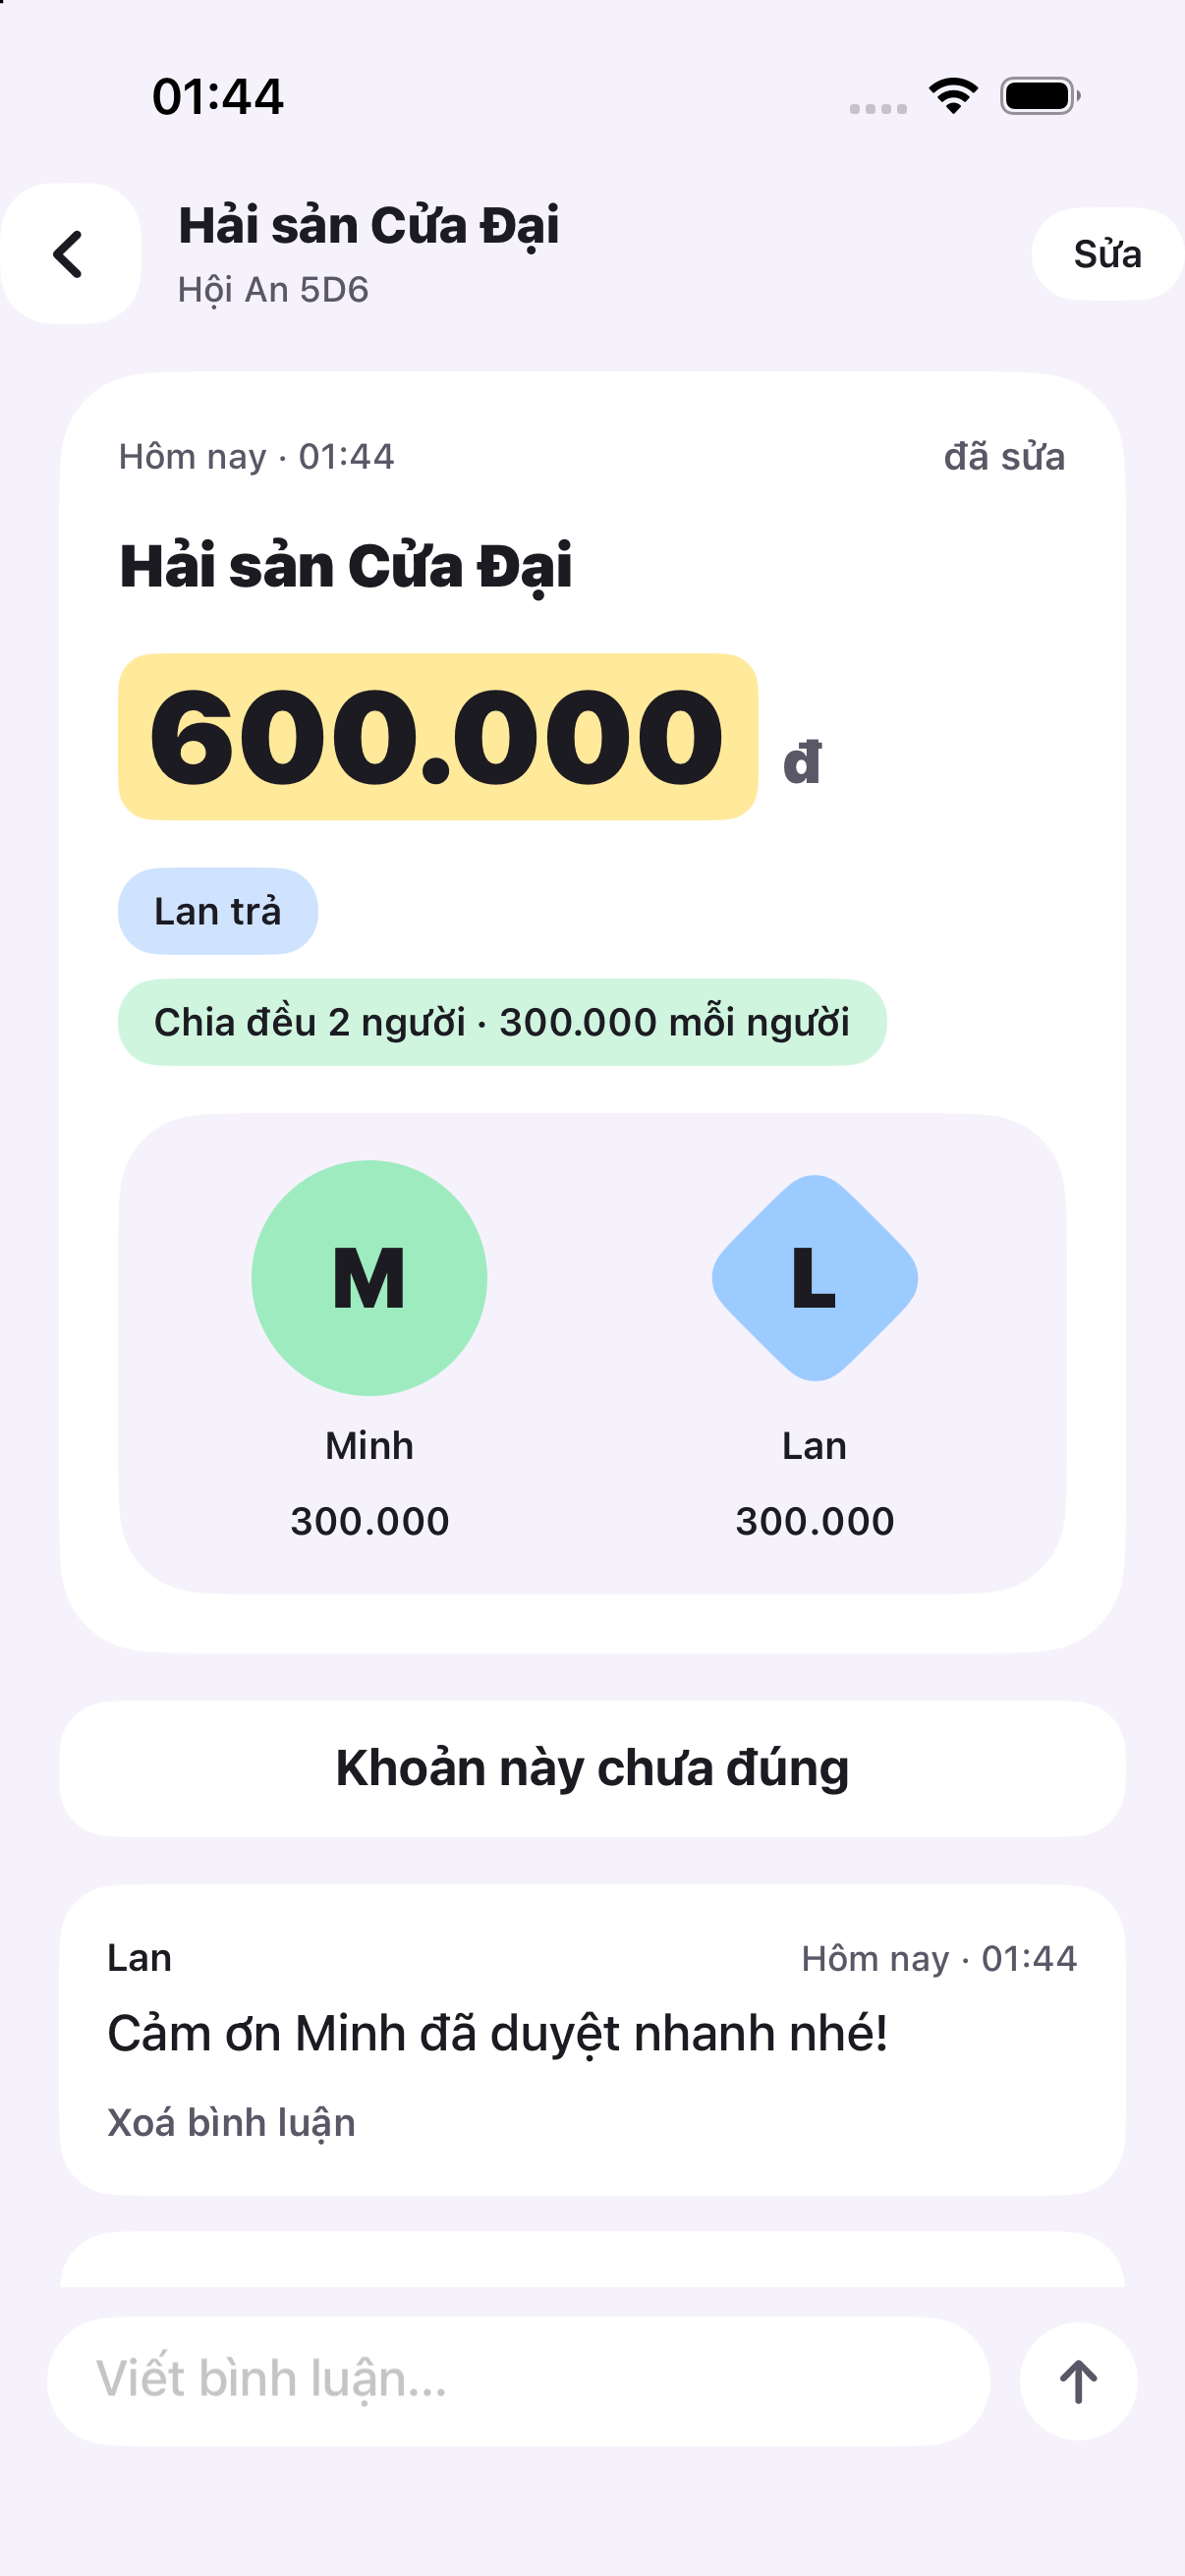 01:44
Hải sản Cửa Đại
Hội An 5D6
Sửa
Hôm nay · 01:44
đã sửa
Hải sản Cửa Đại
600.000 đ
Lan trả
Chia đều 2 người · 300.000 mỗi người
M
L
Minh
Lan
300.000
300.000
Khoản này chưa đúng
Lan
Hôm nay · 01:44
Cảm ơn Minh đã duyệt nhanh nhé!
Xoá bình luận
Viết bình luận...